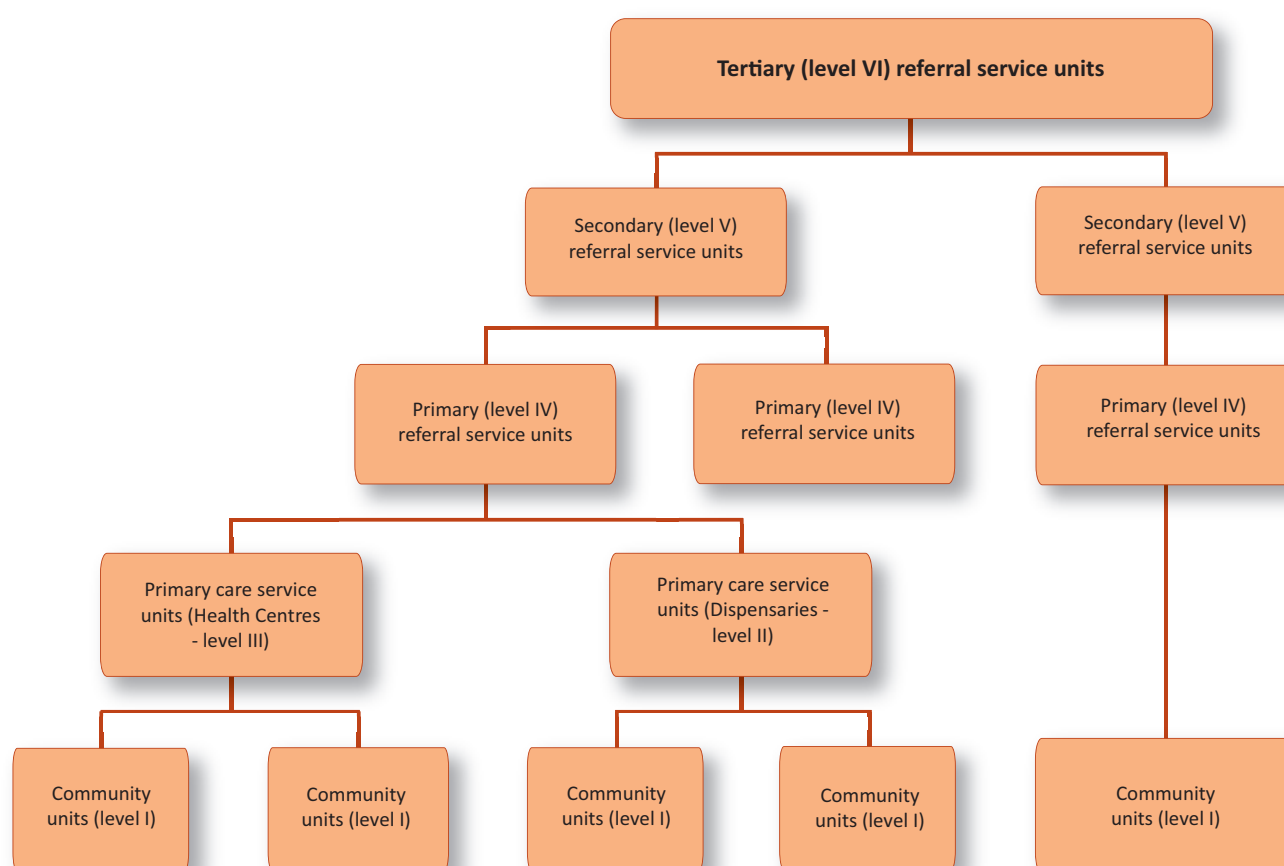 Tertiary (level VI) referral service units
Secondary (level V)
referral service units
Secondary (level V)
referral service units
Primary (level IV)
referral service units
Primary (level IV)
referral service units
Primary (level IV)
referral service units
Primary care service
units (Health Centres
- level III)
Primary care service
units (Dispensaries -
level II)
Community
units (level I)
Community
units (level I)
Community
units (level I)
Community
units (level I)
Community
units (level I)